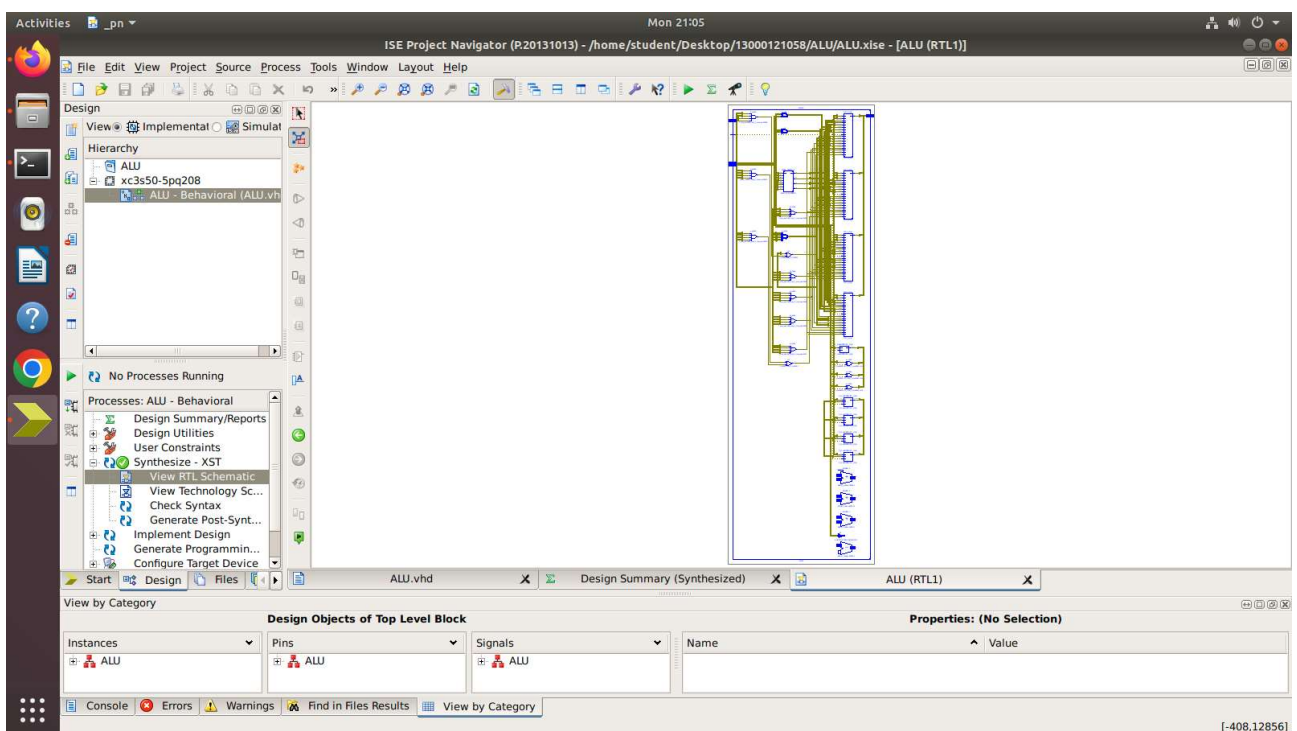 Activities _pn Mon 21:05
ISE Project Navigator (P.20131013) - /home/student/Desktop/13000121058/ALU/ALU.xise - [ALU (RTL1)]
File Edit View Project Source Process Tools Window Layout Help
Design
View Implementat Simulat
Hierarchy
ALU
xc3s50-5pq208
ALU - Behavioral (ALU.vh
No Processes Running
Processes: ALU - Behavioral
Design Summary/Reports
Design Utilities
User Constraints
Synthesize - XST
View RTL Schematic
View Technology Sc...
Check Syntax
Generate Post-Synt...
Implement Design
Generate Programmin...
Configure Target Device
Start Design Files
ALU.vhd Design Summary (Synthesized) ALU (RTL1)
View by Category
Design Objects of Top Level Block Properties: (No Selection)
Instances Pins Signals Name Value
ALU ALU ALU
Console Errors Warnings Find in Files Results View by Category
[-408,12856]